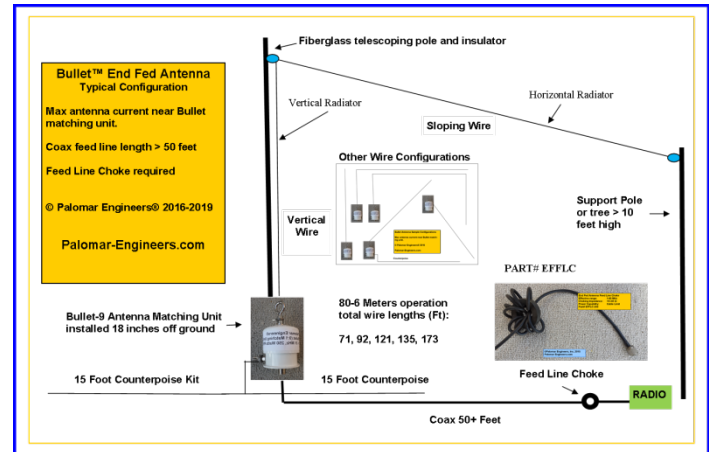 Bullet™ End Fed Antenna
Typical Configuration
Max antenna current near Bullet
matching unit.
Coax feed line length > 50 feet
Feed Line Choke required
© Palomar Engineers® 2016-2019
Palomar-Engineers.com
Fiberglass telescoping pole and insulator
Vertical Radiator
Horizontal Radiator
Sloping Wire
Other Wire Configurations
Vertical
Wire
Support Pole
or tree > 10
feet high
PART# EFFLC
Bullet-9 Antenna Matching Unit
installed 18 inches off ground
80-6 Meters operation
total wire lengths (Ft):
71, 92, 121, 135, 173
15 Foot Counterpoise Kit
15 Foot Counterpoise
Feed Line Choke
RADIO
Coax 50+ Feet